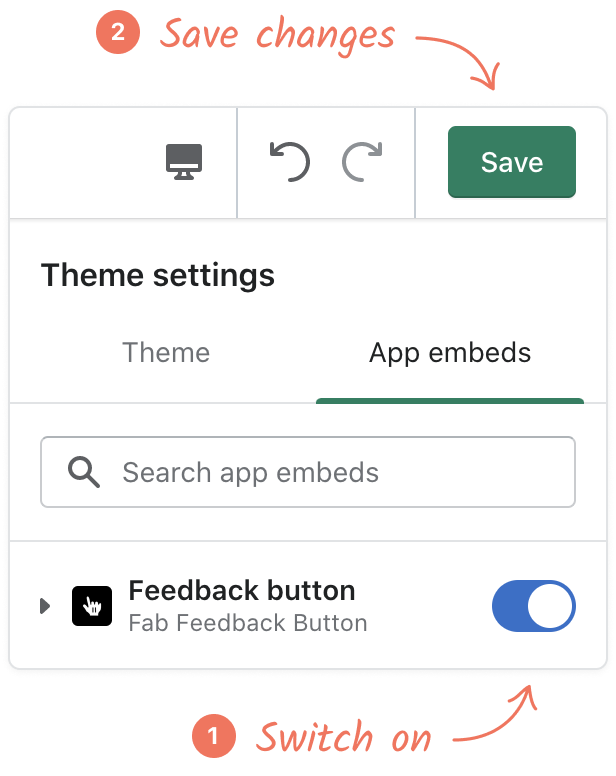 2 Save changes
Save
Theme settings
Theme App embeds
Search app embeds
Feedback button
Fab Feedback Button
1 Switch on